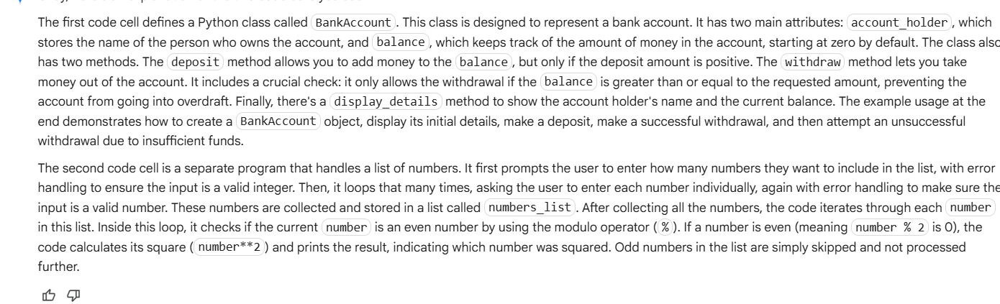 The first code cell defines a Python class called BankAccount. This class is designed to represent a bank account. It has two main attributes: account_holder, which
stores the name of the person who owns the account, and balance, which keeps track of the amount of money in the account, starting at zero by default. The class also
has two methods. The deposit method allows you to add money to the balance, but only if the deposit amount is positive. The withdraw method lets you take
money out of the account. It includes a crucial check: it only allows the withdrawal if the balance is greater than or equal to the requested amount, preventing the
account from going into overdraft. Finally, there's a display_details method to show the account holder's name and the current balance. The example usage at the
end demonstrates how to create a BankAccount object, display its initial details, make a deposit, make a successful withdrawal, and then attempt an unsuccessful
withdrawal due to insufficient funds.
The second code cell is a separate program that handles a list of numbers. It first prompts the user to enter how many numbers they want to include in the list, with error
handling to ensure the input is a valid integer. Then, it loops that many times, asking the user to enter each number individually, again with error handling to make sure the
input is a valid number. These numbers are collected and stored in a list called numbers_list. After collecting all the numbers, the code iterates through each number
in this list. Inside this loop, it checks if the current number is an even number by using the modulo operator (%). If a number is even (meaning number % 2 is 0), the
code calculates its square (number**2) and prints the result, indicating which number was squared. Odd numbers in the list are simply skipped and not processed
further.